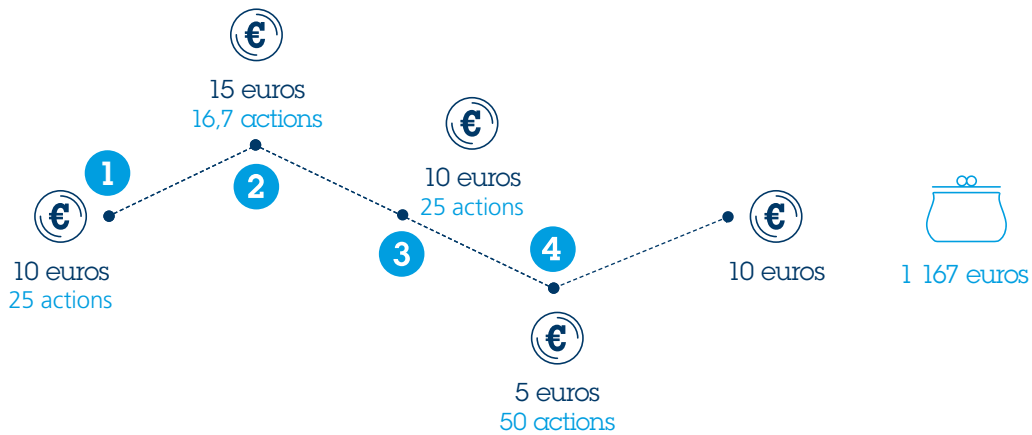 €
15 euros
16,7 actions
€
10 euros
25 actions
1
2
€
10 euros
25 actions
3
4
€
10 euros
1 167 euros
€
5 euros
50 actions